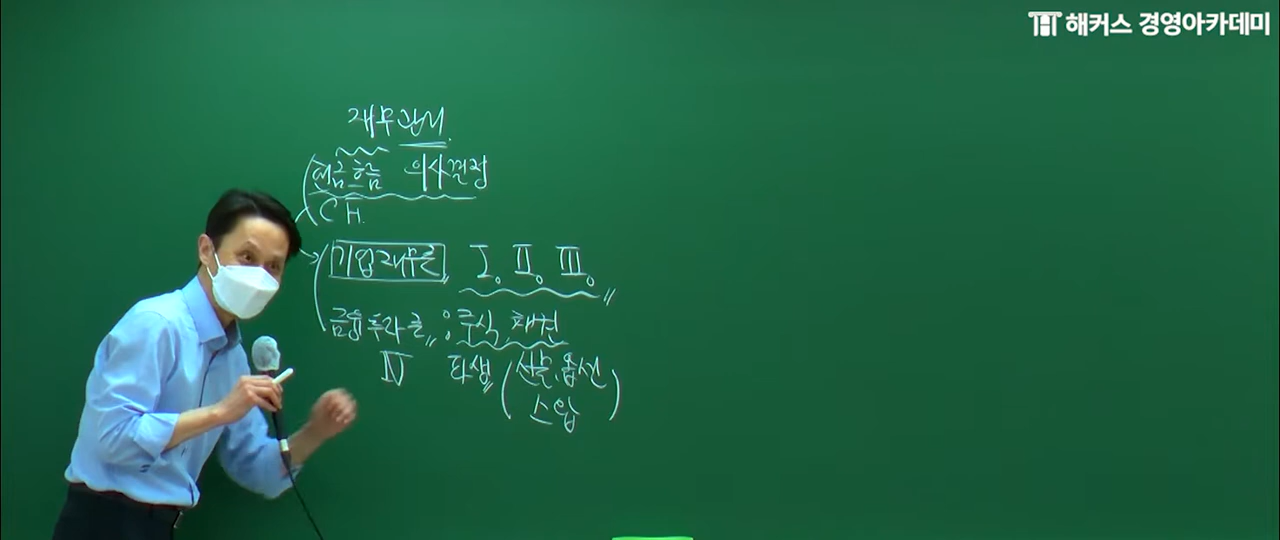 해커스 경영아카데미
재무관리.
현금흐름 의사결정
CH.
기업재무론 I. II. III.
금융투자론 : 주식, 채권
IV 파생 (선물, 옵션
스왑)